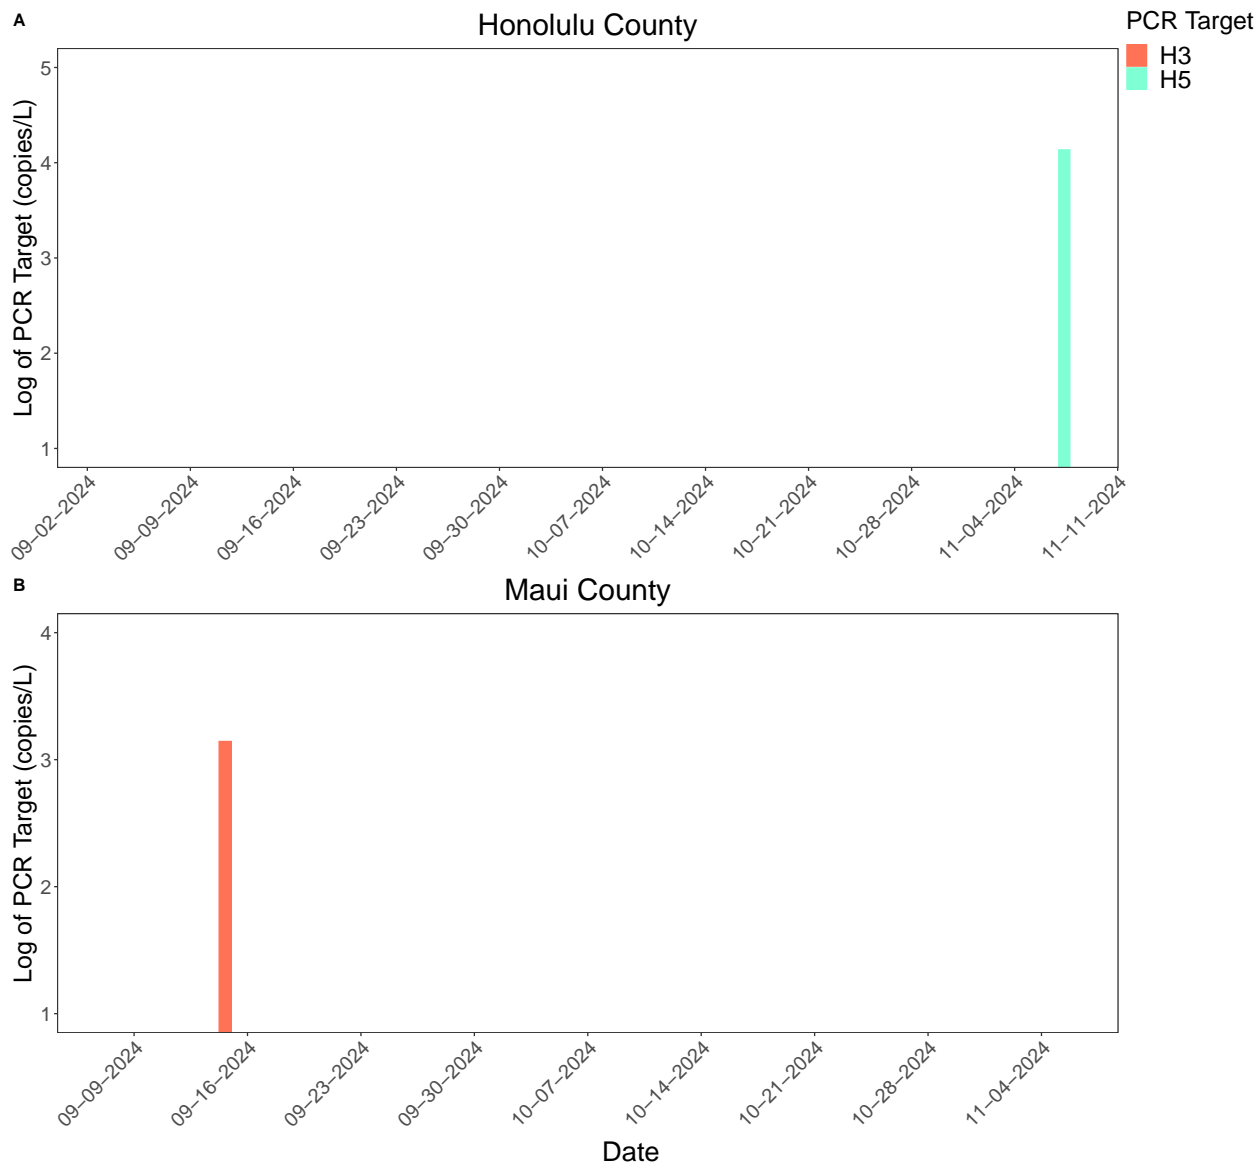 A
Honolulu County
PCR Target
H3
H5
Log of PCR Target (copies/L)
5
4
3
2
1
09–02–2024
09–09–2024
09–16–2024
09–23–2024
09–30–2024
10–07–2024
10–14–2024
10–21–2024
10–28–2024
11–04–2024
11–11–2024
B
Maui County
Log of PCR Target (copies/L)
4
3
2
1
09–09–2024
09–16–2024
09–23–2024
09–30–2024
10–07–2024
10–14–2024
10–21–2024
10–28–2024
11–04–2024
Date